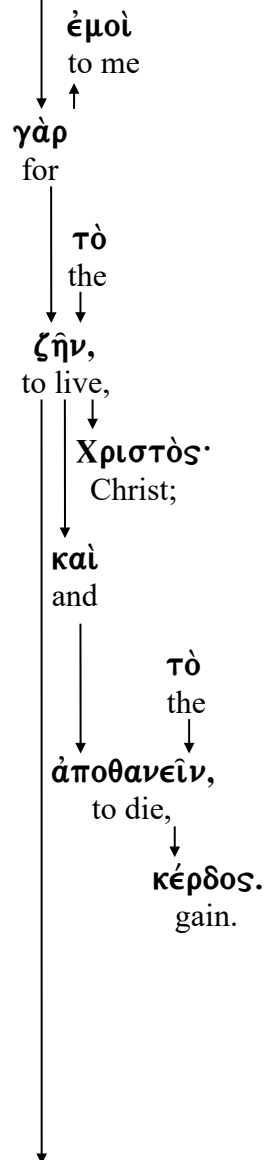 ἐμοὶ
to me
γὰρ
for
τὸ
the
ζῆν,
to live,
Χριστὸς·
Christ;
καὶ
and
τὸ
the
ἀποθανεῖν,
to die,
κέρδος.
gain.